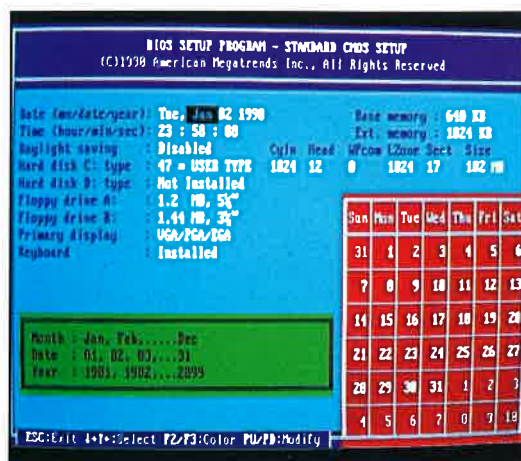 BIOS SETUP PROGRAM - STANDARD CMOS SETUP
(C)1990 American Megatrends Inc., All Rights Reserved
Date (mn/date/year): Tue, Jan 02 1990
Base memory : 640 KB
Time (hour/min/sec): 23 : 58 : 00
Ext. memory : 1024 KB
Daylight saving : Disabled
Cyln Head WPcom LZone Sect Size
Hard disk C: type : 47 = USER TYPE 1024 12 0 1024 17 102 MB
Hard disk D: type : Not Installed
Floppy drive A: : 1.2 MB, 5¼"
Floppy drive B: : 1.44 MB, 3½"
Primary display : VGA/PGA/EGA
Keyboard : Installed
Sun Mon Tue Wed Thu Fri Sat
31 1 2 3 4 5 6
7 8 9 10 11 12 13
14 15 16 17 18 19 20
21 22 23 24 25 26 27
28 29 30 31 1 2 3
4 5 6 7 8 9 10
Month : Jan, Feb,.....Dec
Date : 01, 02, 03,...31
Year : 1901, 1902,...2099
ESC:Exit ↓→↑←:Select F2/F3:Color PU/PD:Modify